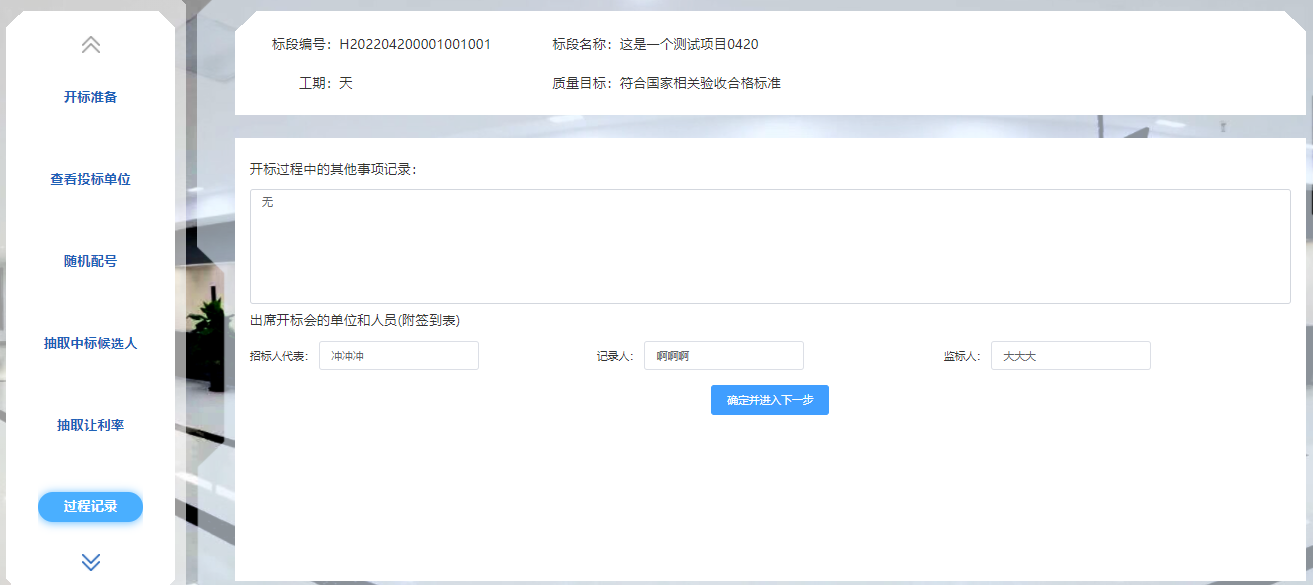 开标准备
查看投标单位
随机配号
抽取中标候选人
抽取让利率
过程记录
标段编号：H202204200001001001 标段名称：这是一个测试项目0420
工期：天 质量目标：符合国家相关验收合格标准
开标过程中的其他事项记录：
无
出席开标会的单位和人员(附签到表)
招标人代表： 冲冲冲 记录人： 啊啊啊 监标人： 大大大
确定并进入下一步